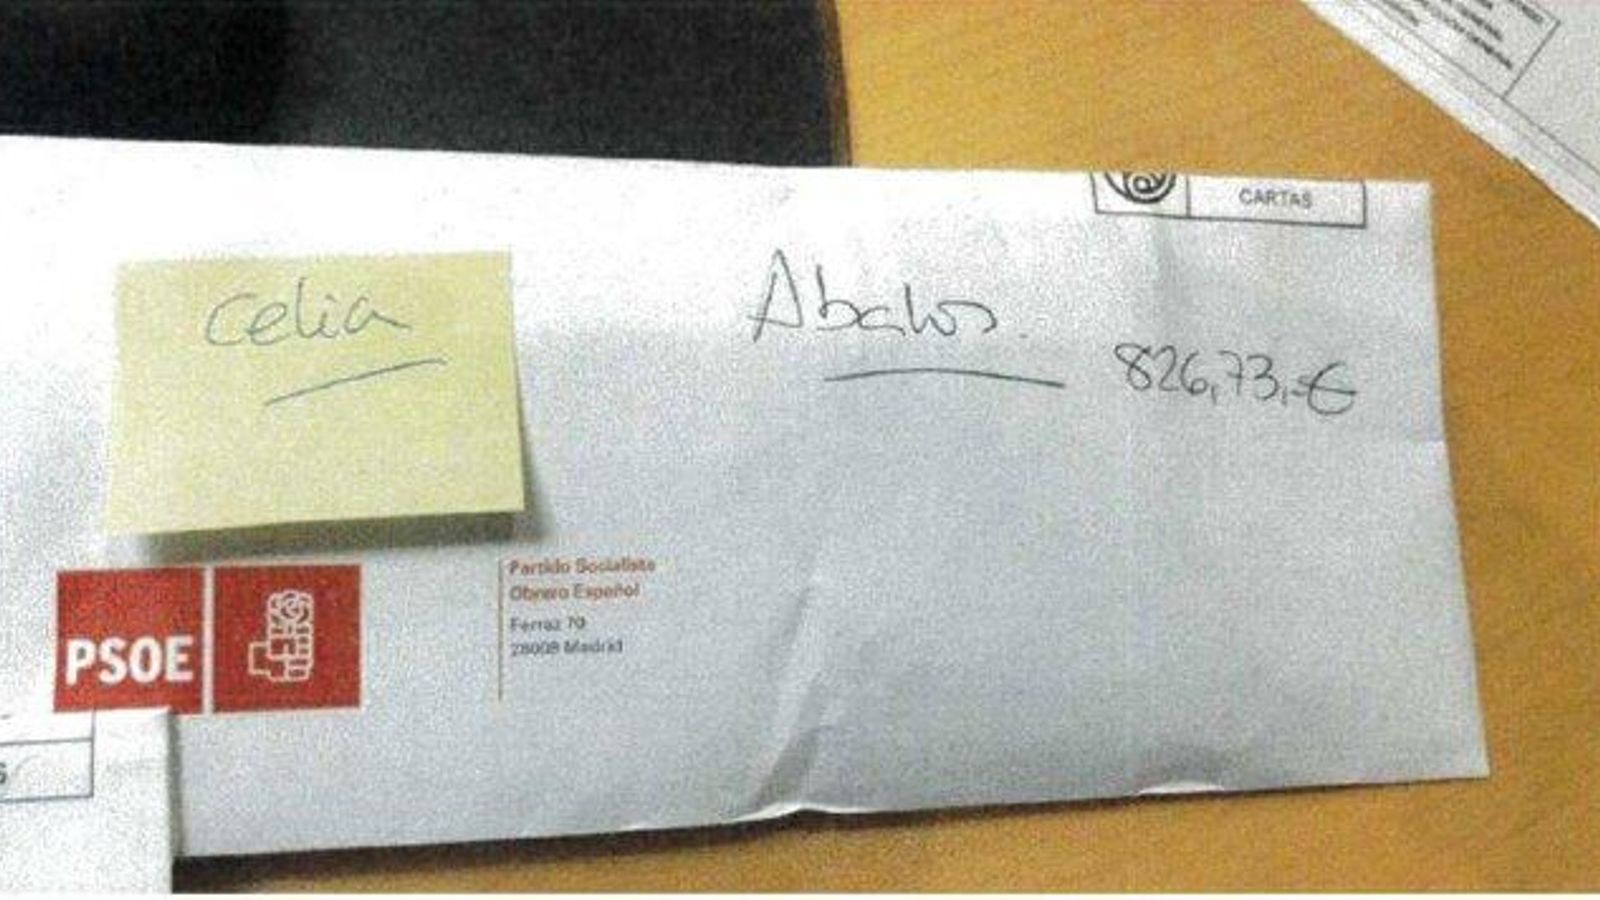 CARTAS
Celia
Abalos.
826,73,-€
PSOE
Partido Socialista
Obrero Español
Ferraz 70
28008 Madrid
S